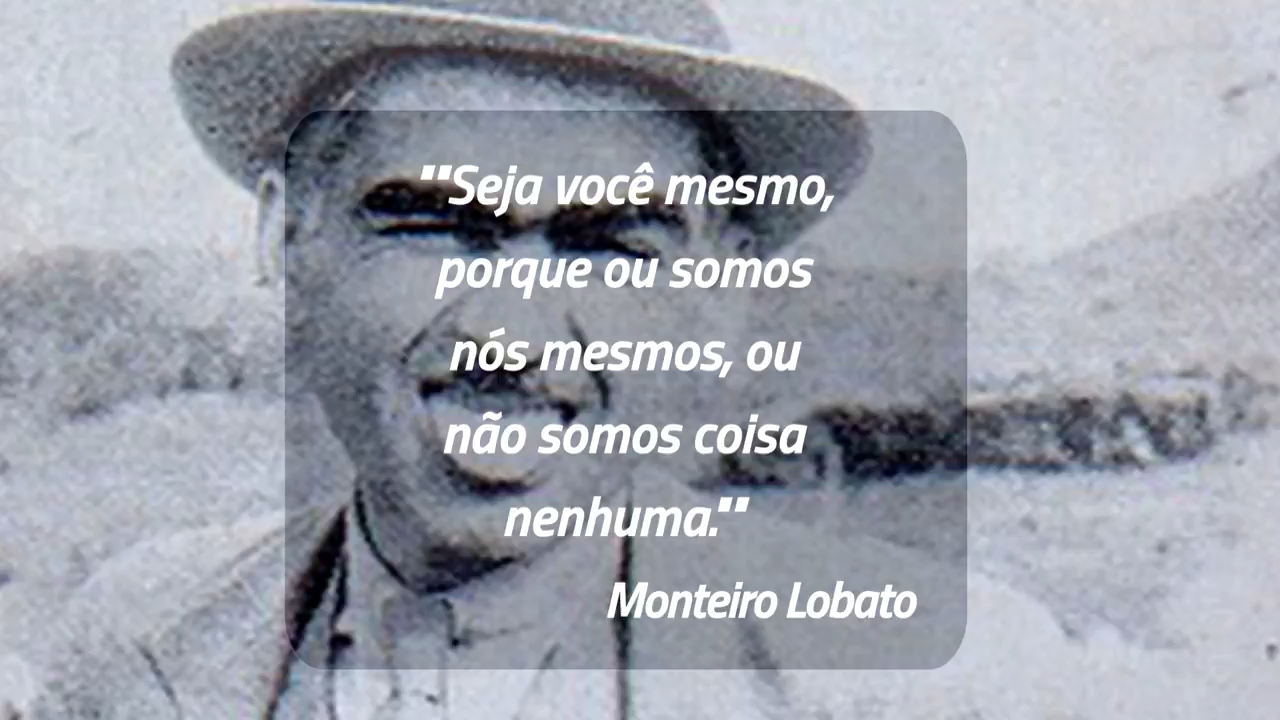 "Seja você mesmo,
porque ou somos
nós mesmos, ou
não somos coisa
nenhuma."
Monteiro Lobato